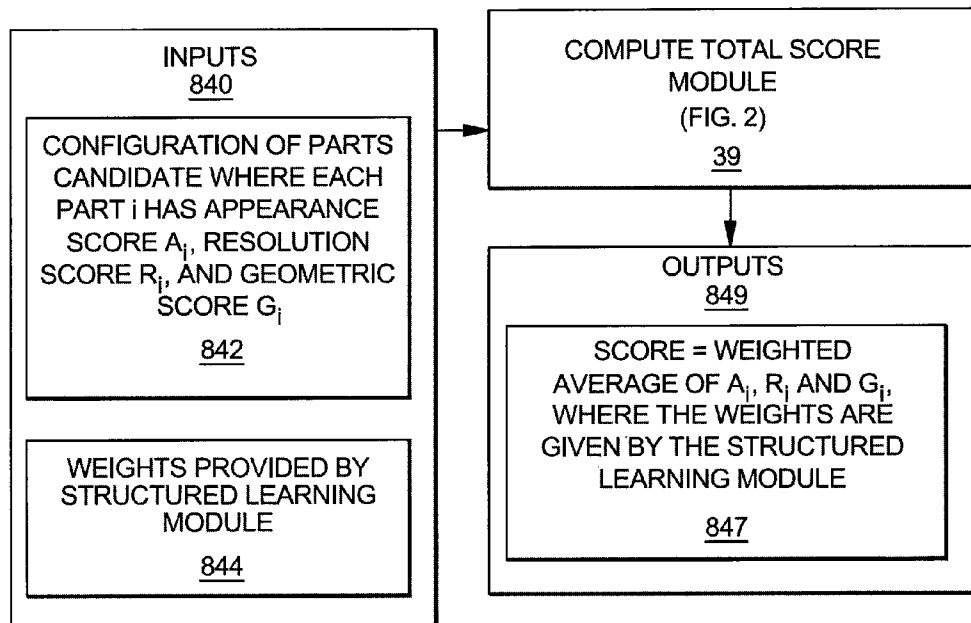 INPUTS
840
CONFIGURATION OF PARTS
CANDIDATE WHERE EACH
PART i HAS APPEARANCE
SCORE Ai, RESOLUTION
SCORE Ri, AND GEOMETRIC
SCORE Gi
842
WEIGHTS PROVIDED BY
STRUCTURED LEARNING
MODULE
844
COMPUTE TOTAL SCORE
MODULE
(FIG. 2)
39
OUTPUTS
849
SCORE = WEIGHTED
AVERAGE OF Ai, Ri AND Gi,
WHERE THE WEIGHTS ARE
GIVEN BY THE STRUCTURED
LEARNING MODULE
847